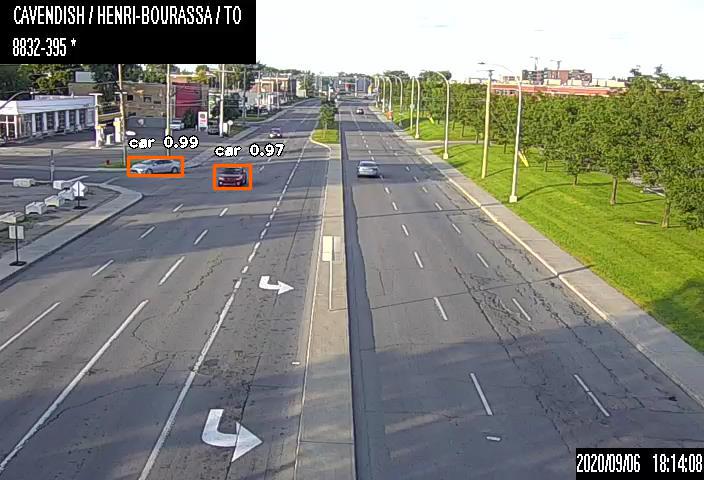 CAVENDISH / HENRI-BOURASSA / TO
8832-395 *
car 0.99
car 0.97
2020/09/06 18:14:08